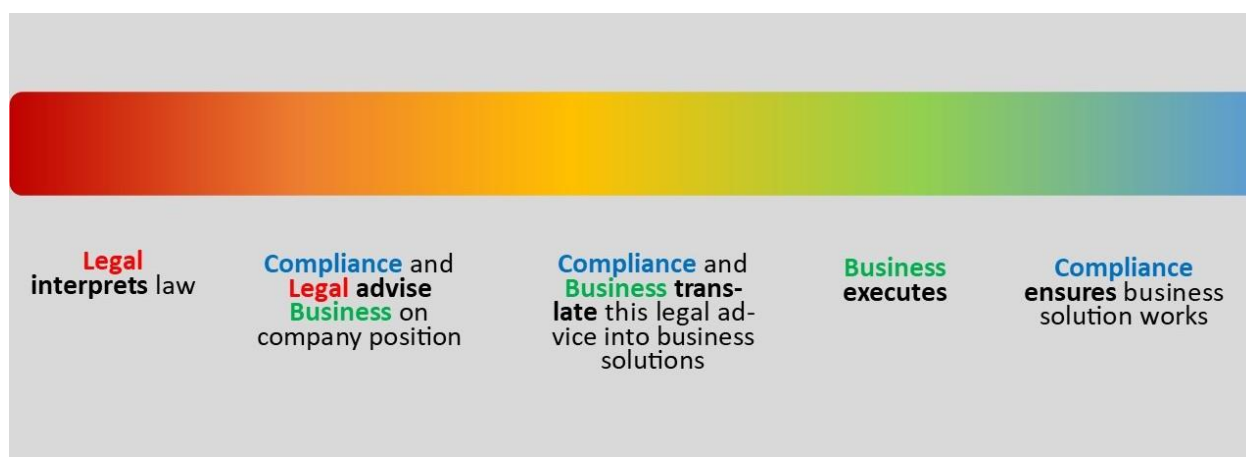 Legal
interprets law
Compliance and
Legal advise
Business on
company position
Compliance and
Business trans-
late this legal ad-
vice into business
solutions
Business
executes
Compliance
ensures business
solution works